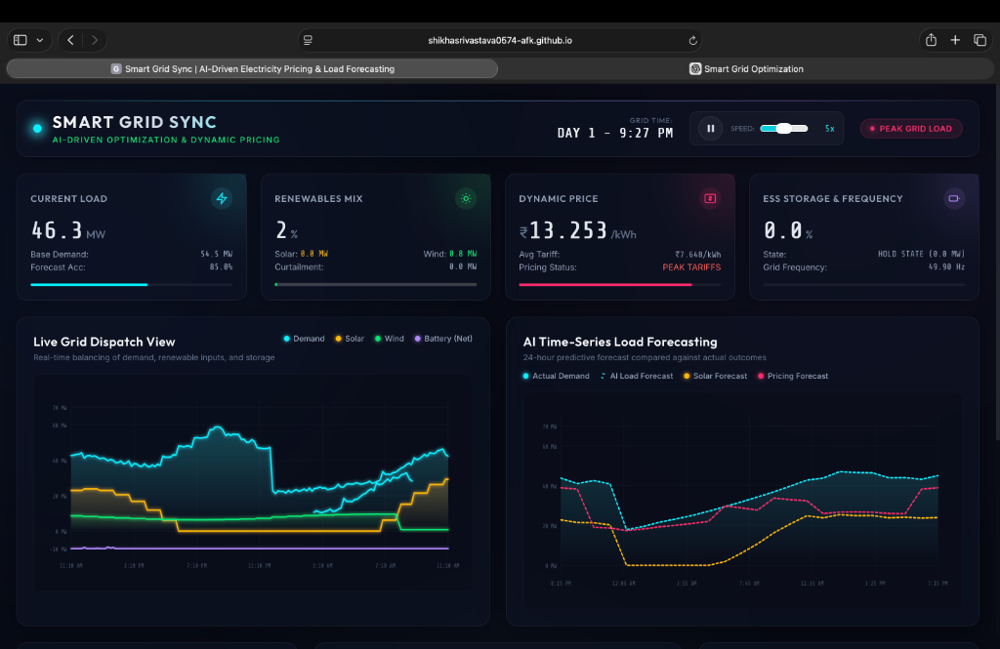 shikhasrivastava0574-afk.github.io
G Smart Grid Sync | AI-Driven Electricity Pricing & Load Forecasting
Smart Grid Optimization
SMART GRID SYNC
AI-DRIVEN OPTIMIZATION & DYNAMIC PRICING
GRID TIME:
DAY 1 - 9:27 PM
SPEED:
5x
PEAK GRID LOAD
CURRENT LOAD
46.3 MW
Base Demand: 54.5 MW
Forecast Acc: 85.0%
RENEWABLES MIX
2 %
Solar: 0.0 MW Wind: 0.8 MW
Curtailment: 0.0 MW
DYNAMIC PRICE
₹13.253 /kWh
Avg Tariff: ₹7.648/kWh
Pricing Status: PEAK TARIFFS
ESS STORAGE & FREQUENCY
0.0 %
State: HOLD STATE (0.0 MW)
Grid Frequency: 49.90 Hz
Live Grid Dispatch View
Real-time balancing of demand, renewable inputs, and storage
Demand Solar Wind Battery (Net)
70 MW
60 MW
40 MW
20 MW
0 MW
-10 MW
11:10 AM 3:10 PM 7:10 PM 11:10 PM 3:10 AM 7:10 AM 11:10 AM
AI Time-Series Load Forecasting
24-hour predictive forecast compared against actual outcomes
Actual Demand AI Load Forecast Solar Forecast Pricing Forecast
70 MW
60 MW
40 MW
20 MW
0 MW
8:15 PM 12:05 AM 3:55 AM 7:45 AM 11:35 AM 3:25 PM 7:15 PM